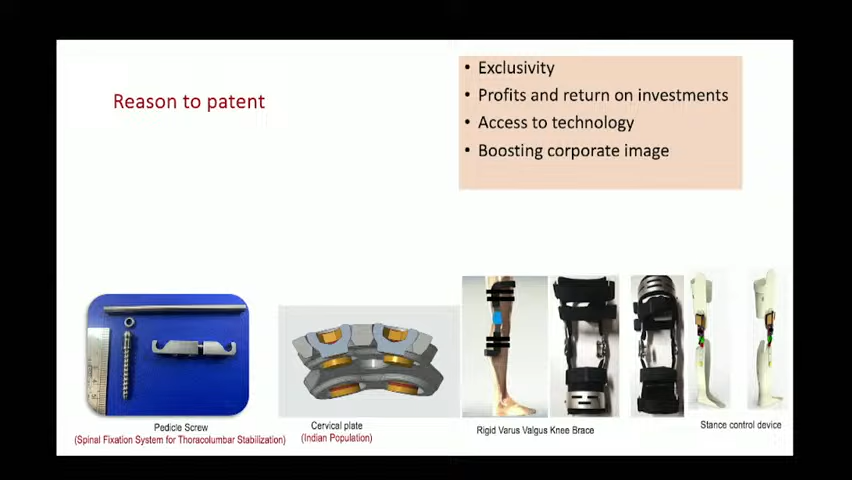 Reason to patent
• Exclusivity
• Profits and return on investments
• Access to technology
• Boosting corporate image
Pedicle Screw
(Spinal Fixation System for Thoracolumbar Stabilization)
Cervical plate
(Indian Population)
Rigid Varus Valgus Knee Brace
Stance control device